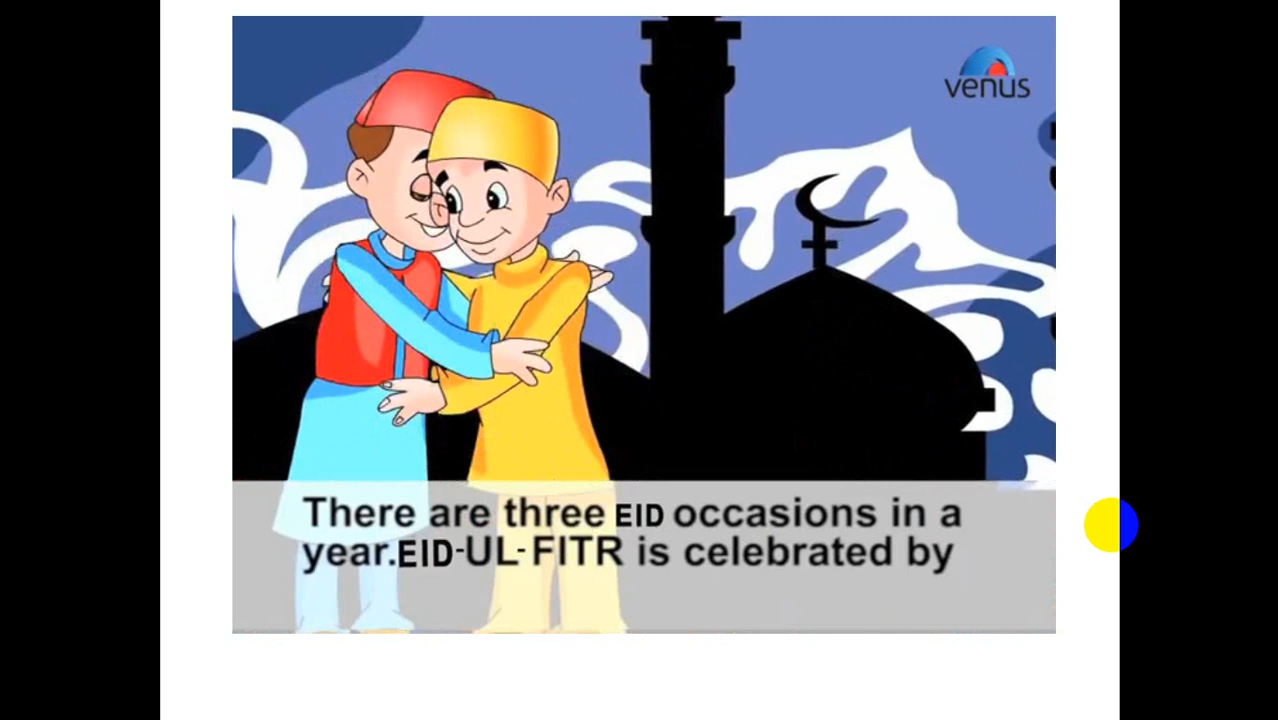 venus
There are three EID occasions in a
year.EID-UL-FITR is celebrated by